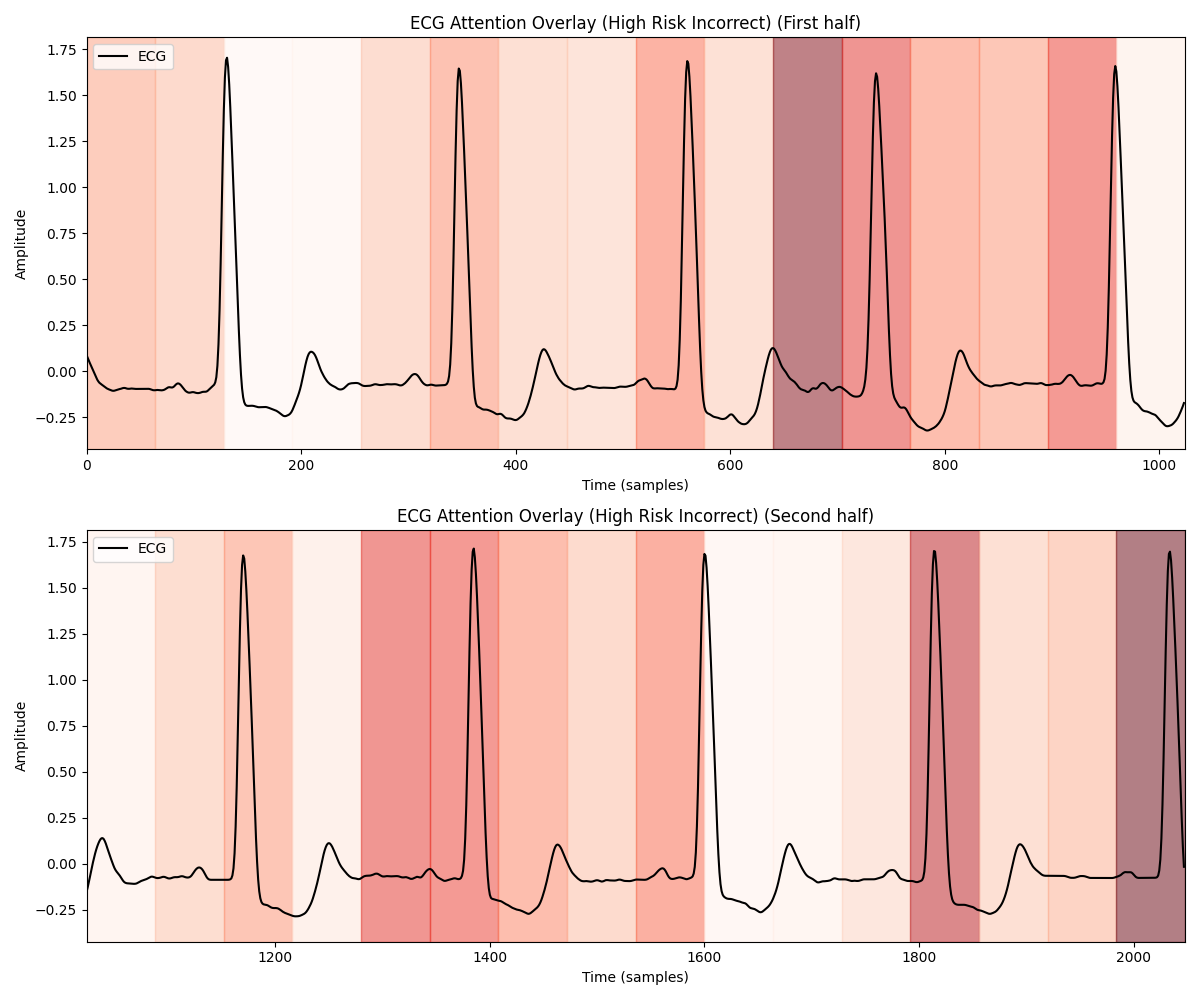 ECG Attention Overlay (High Risk Incorrect) (First half)
ECG
Amplitude
1.75
1.50
1.25
1.00
0.75
0.50
0.25
0.00
−0.25
0 200 400 600 800 1000
Time (samples)
ECG Attention Overlay (High Risk Incorrect) (Second half)
ECG
Amplitude
1.75
1.50
1.25
1.00
0.75
0.50
0.25
0.00
−0.25
1200 1400 1600 1800 2000
Time (samples)